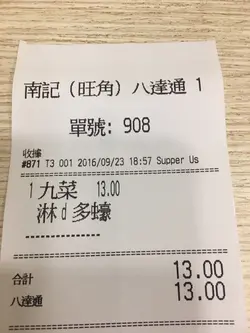 南記(旺角)八達通 1
單號: 908
收據
#871 T3 001 2016/09/23 18:57 Supper Us
1 九菜 13.00
淋d多蠔
合計 13.00
八達通 13.00